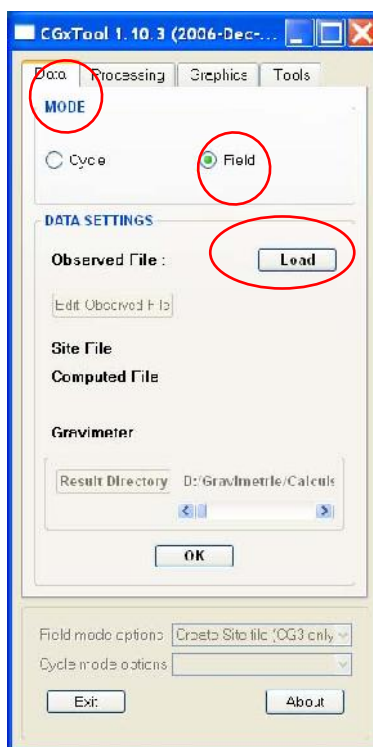 CGxTool 1.10.3 (2006-Dec-...
Data Processing Graphics Tools
MODE
Cycle Field
DATA SETTINGS
Observed File : Load
Edit Observed File
Site File
Computed File
Gravimeter
Result Directory D:/Gravimetrie/Calculs
OK
Field mode options Create Site file (CG3 only
Cycle mode options
Exit About